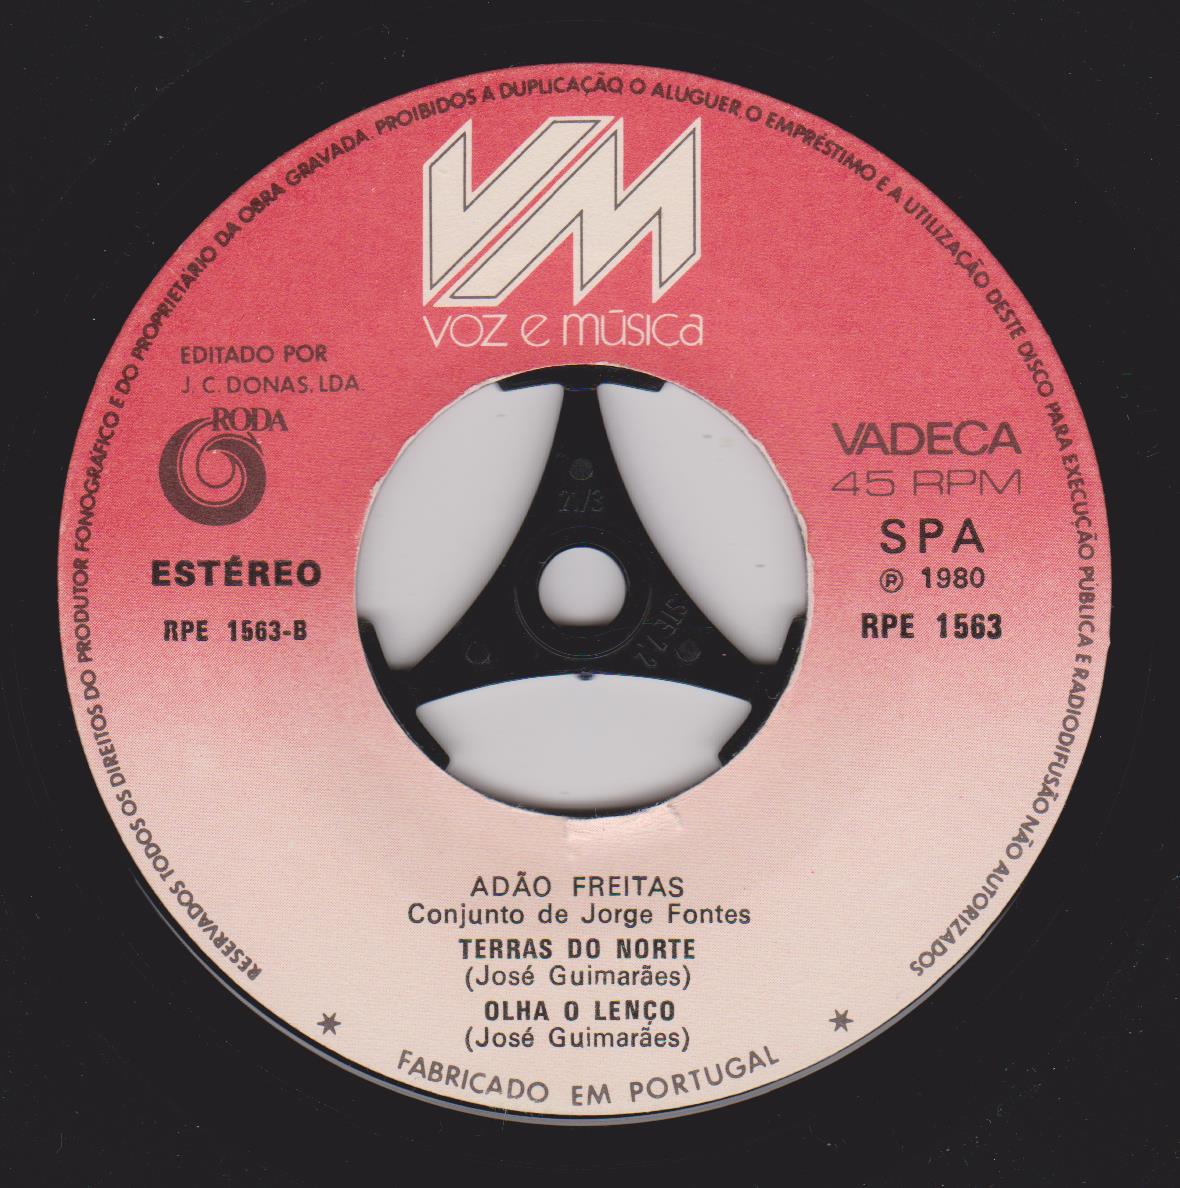 RESERVADOS TODOS OS DIREITOS DO PRODUTOR FONOGRÁFICO E DO PROPRIETÁRIO DA OBRA GRAVADA. PROIBIDOS A DUPLICAÇÃO O ALUGUER O EMPRÉSTIMO E A UTILIZAÇÃO DESTE DISCO PARA EXECUÇÃO PÚBLICA E RADIODIFUSÃO NÃO AUTORIZADOS
VM
VOZ e música
EDITADO POR
J. C. DONAS, LDA.
RODA
ESTÉREO
RPE 1563-B
VADECA
45 RPM
SPA
℗ 1980
RPE 1563
ADÃO FREITAS
Conjunto de Jorge Fontes
TERRAS DO NORTE
(José Guimarães)
OLHA O LENÇO
(José Guimarães)
* FABRICADO EM PORTUGAL *